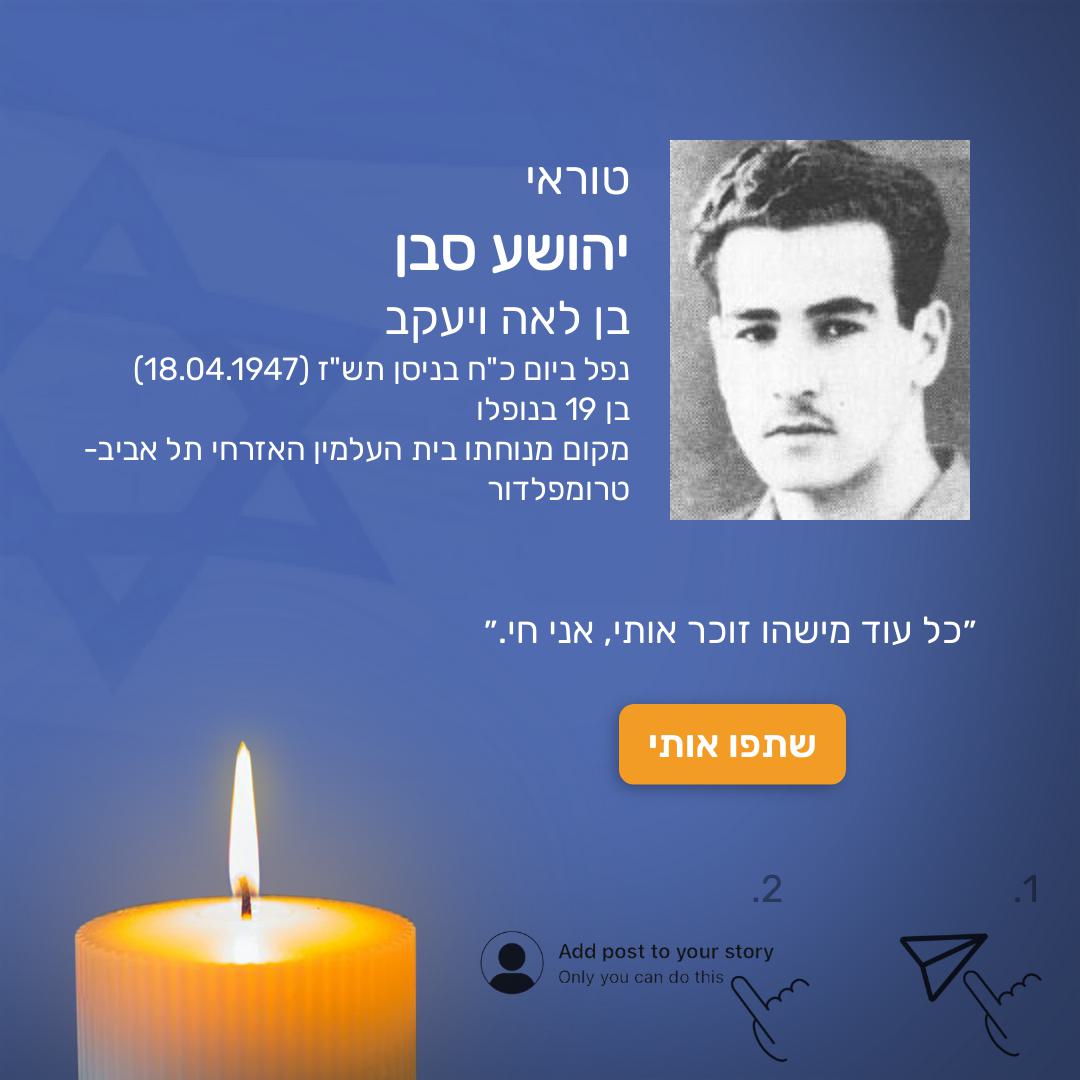 טוראי
יהושע סבן
בן לאה ויעקב
נפל ביום כ"ח בניסן תש"ז (18.04.1947)
בן 19 בנופלו
מקום מנוחתו בית העלמין האזרחי תל אביב-
טרומפלדור
״כל עוד מישהו זוכר אותי, אני חי.״
שתפו אותי
1.
2.
Add post to your story
Only you can do this